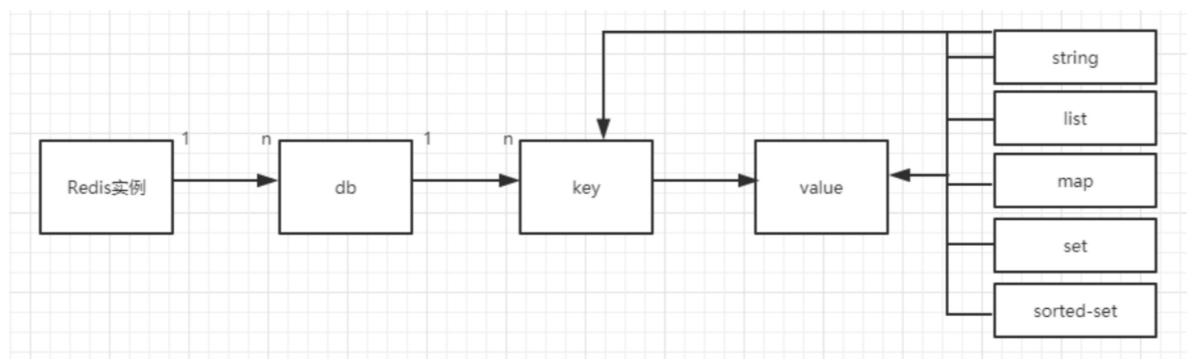 string
list
1
n
1
n
Redis实例
db
key
value
map
set
sorted-set